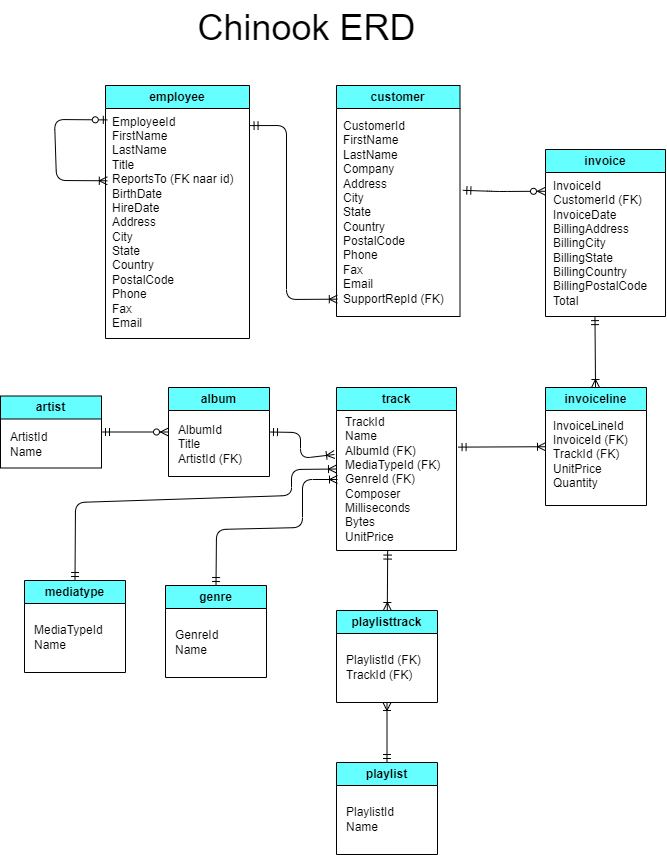 Chinook ERD
employee
EmployeeId
FirstName
LastName
Title
ReportsTo (FK naar id)
BirthDate
HireDate
Address
City
State
Country
PostalCode
Phone
Fax
Email
customer
CustomerId
FirstName
LastName
Company
Address
City
State
Country
PostalCode
Phone
Fax
Email
SupportRepId (FK)
invoice
InvoiceId
CustomerId (FK)
InvoiceDate
BillingAddress
BillingCity
BillingState
BillingCountry
BillingPostalCode
Total
artist
ArtistId
Name
album
AlbumId
Title
ArtistId (FK)
track
TrackId
Name
AlbumId (FK)
MediaTypeId (FK)
GenreId (FK)
Composer
Milliseconds
Bytes
UnitPrice
invoiceline
InvoiceLineId
InvoiceId (FK)
TrackId (FK)
UnitPrice
Quantity
mediatype
MediaTypeId
Name
genre
GenreId
Name
playlisttrack
PlaylistId (FK)
TrackId (FK)
playlist
PlaylistId
Name